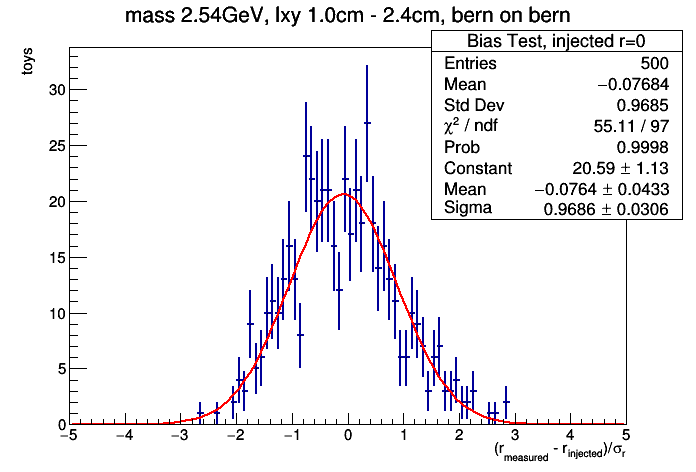 mass 2.54GeV, lxy 1.0cm - 2.4cm, bern on bern
toys
Bias Test, injected r=0
Entries 500
Mean −0.07684
Std Dev 0.9685
χ² / ndf 55.11 / 97
Prob 0.9998
Constant 20.59 ± 1.13
Mean −0.0764 ± 0.0433
Sigma 0.9686 ± 0.0306
30
25
20
15
10
5
0
−5 −4 −3 −2 −1 0 1 2 3 4 5
(r_measured - r_injected)/σ_r